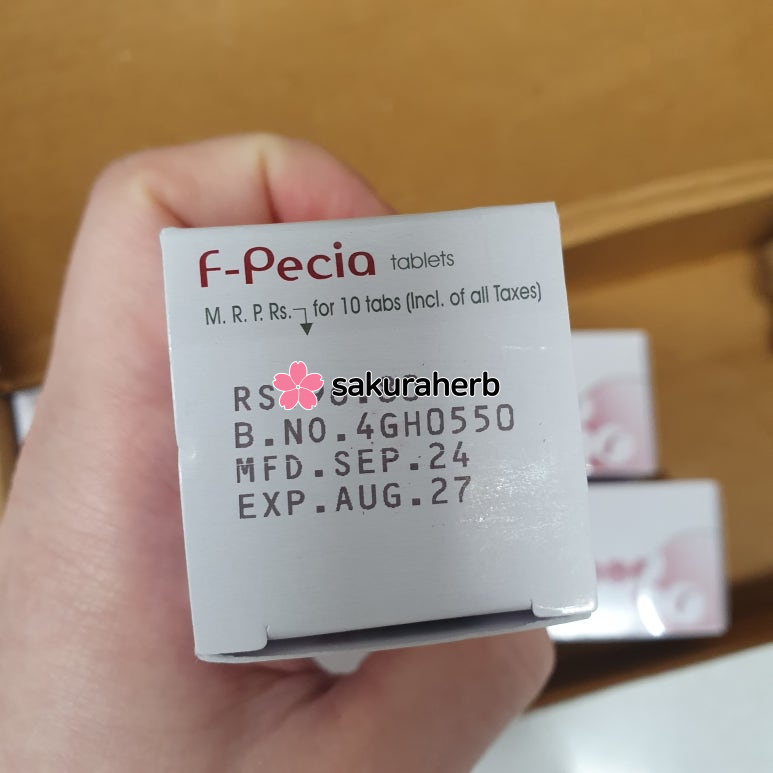 F-Pecia tablets
M. R. P. Rs. for 10 tabs (Incl. of all Taxes)
sakuraherb
RS
B.NO.4GH0550
MFD.SEP.24
EXP.AUG.27